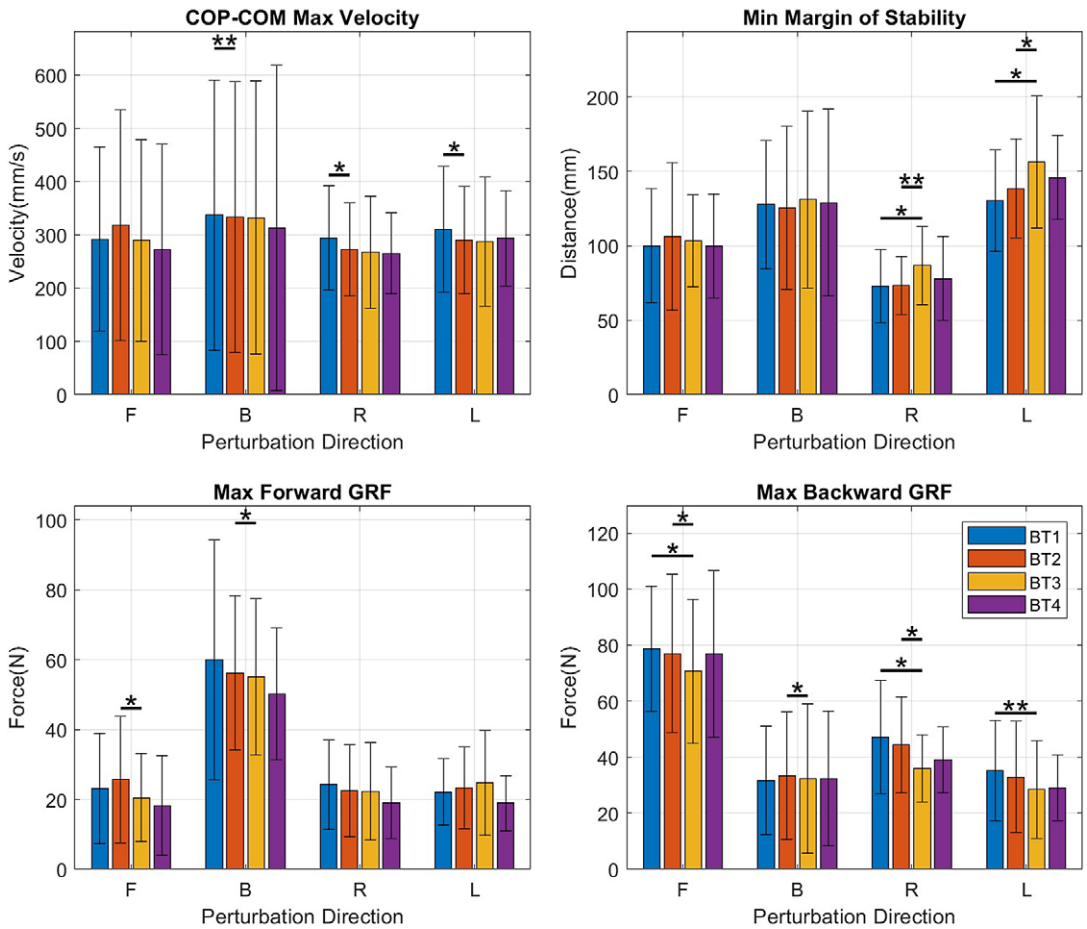 COP-COM Max Velocity
Velocity(mm/s)
600
500
400
300
200
100
0
**
*
*
F B R L
Perturbation Direction
Min Margin of Stability
Distance(mm)
200
150
100
50
0
*
*
**
*
F B R L
Perturbation Direction
Max Forward GRF
Force(N)
100
80
60
40
20
0
*
*
F B R L
Perturbation Direction
Max Backward GRF
Force(N)
120
100
80
60
40
20
0
*
*
*
*
*
**
BT1
BT2
BT3
BT4
F B R L
Perturbation Direction